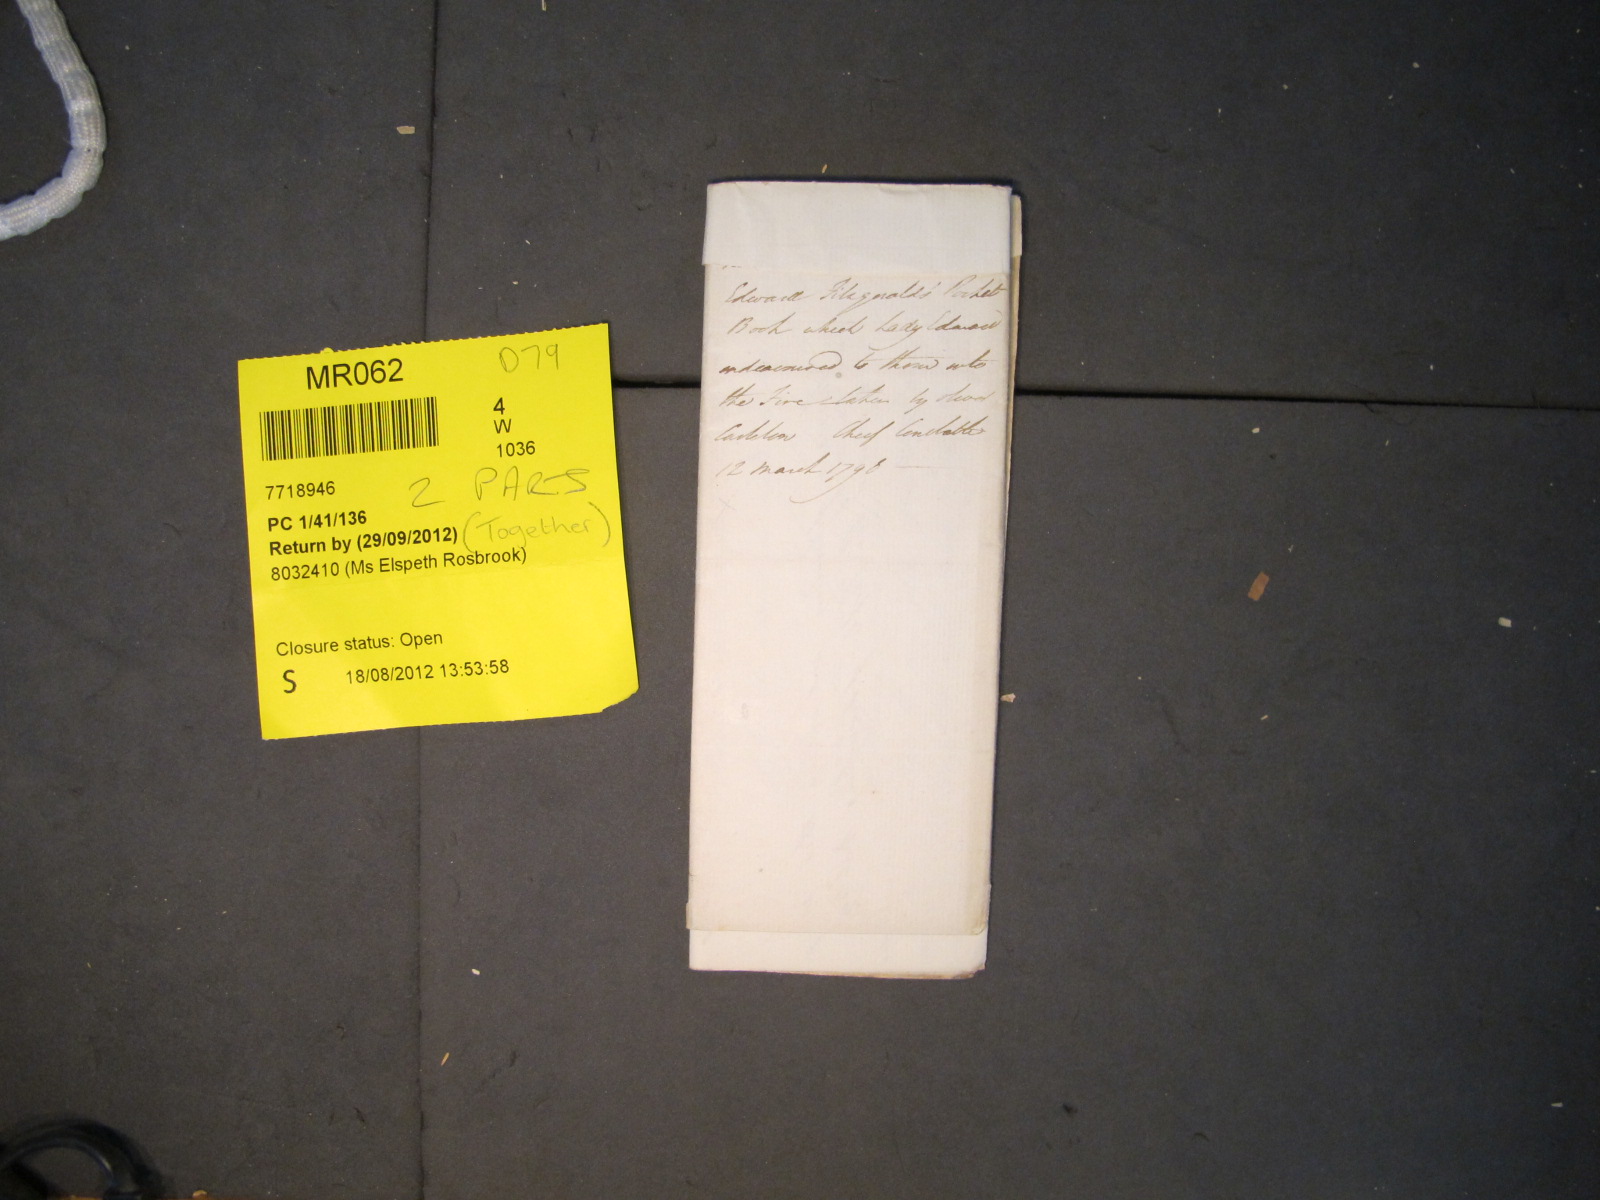 MR062
D79
4
W
1036
7718946
2 PARTS
PC 1/41/136
Return by (29/09/2012) (Together)
8032410 (Ms Elspeth Rosbrook)
Closure status: Open
S 18/08/2012 13:53:58
Edward Fitzgerald's Pocket
Book which Lady Edward
endeavoured to throw into
the Fire taken by Oliver
Carleton Chief Constable
12 March 1798 —